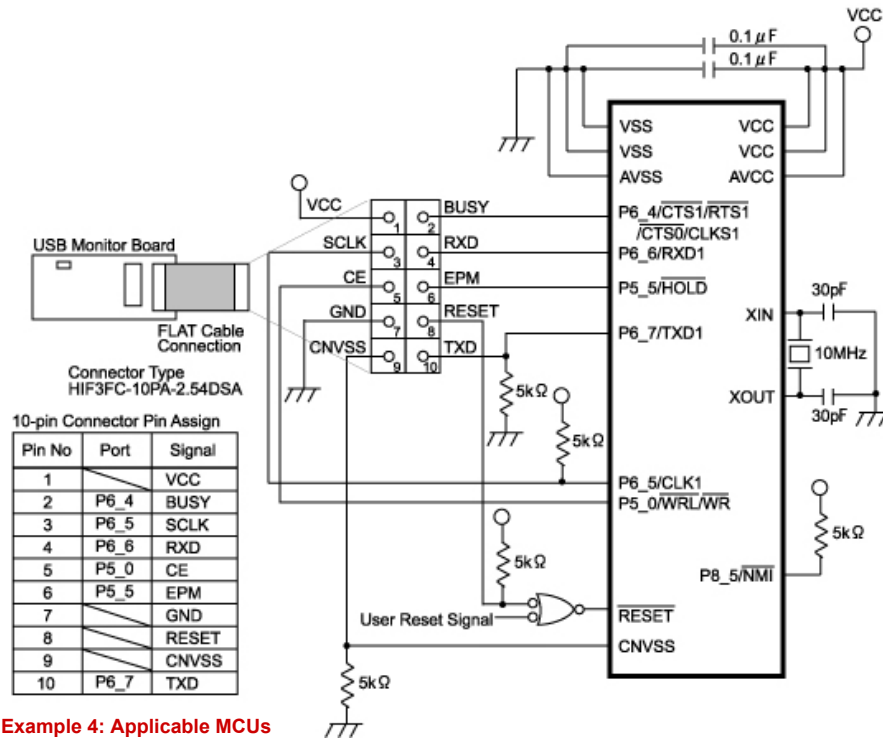 VCC
0.1μF
0.1μF
VSS
VSS
AVSS
VCC
VCC
AVCC
P6_4/CTS1/RTS1
/CTS0/CLKS1
P6_6/RXD1
P5_5/HOLD
P6_7/TXD1
P6_5/CLK1
P5_0/WRL/WR
RESET
CNVSS
XIN
XOUT
P8_5/NMI
30pF
10MHz
30pF
5kΩ
VCC
BUSY
1
2
SCLK
RXD
3
4
CE
EPM
5
6
GND
RESET
7
8
CNVSS
TXD
9
10
5kΩ
5kΩ
5kΩ
User Reset Signal
5kΩ
USB Monitor Board
FLAT Cable
Connection
Connector Type
HIF3FC-10PA-2.54DSA
10-pin Connector Pin Assign
Pin No Port Signal
1 VCC
2 P6_4 BUSY
3 P6_5 SCLK
4 P6_6 RXD
5 P5_0 CE
6 P5_5 EPM
7 GND
8 RESET
9 CNVSS
10 P6_7 TXD
Example 4: Applicable MCUs